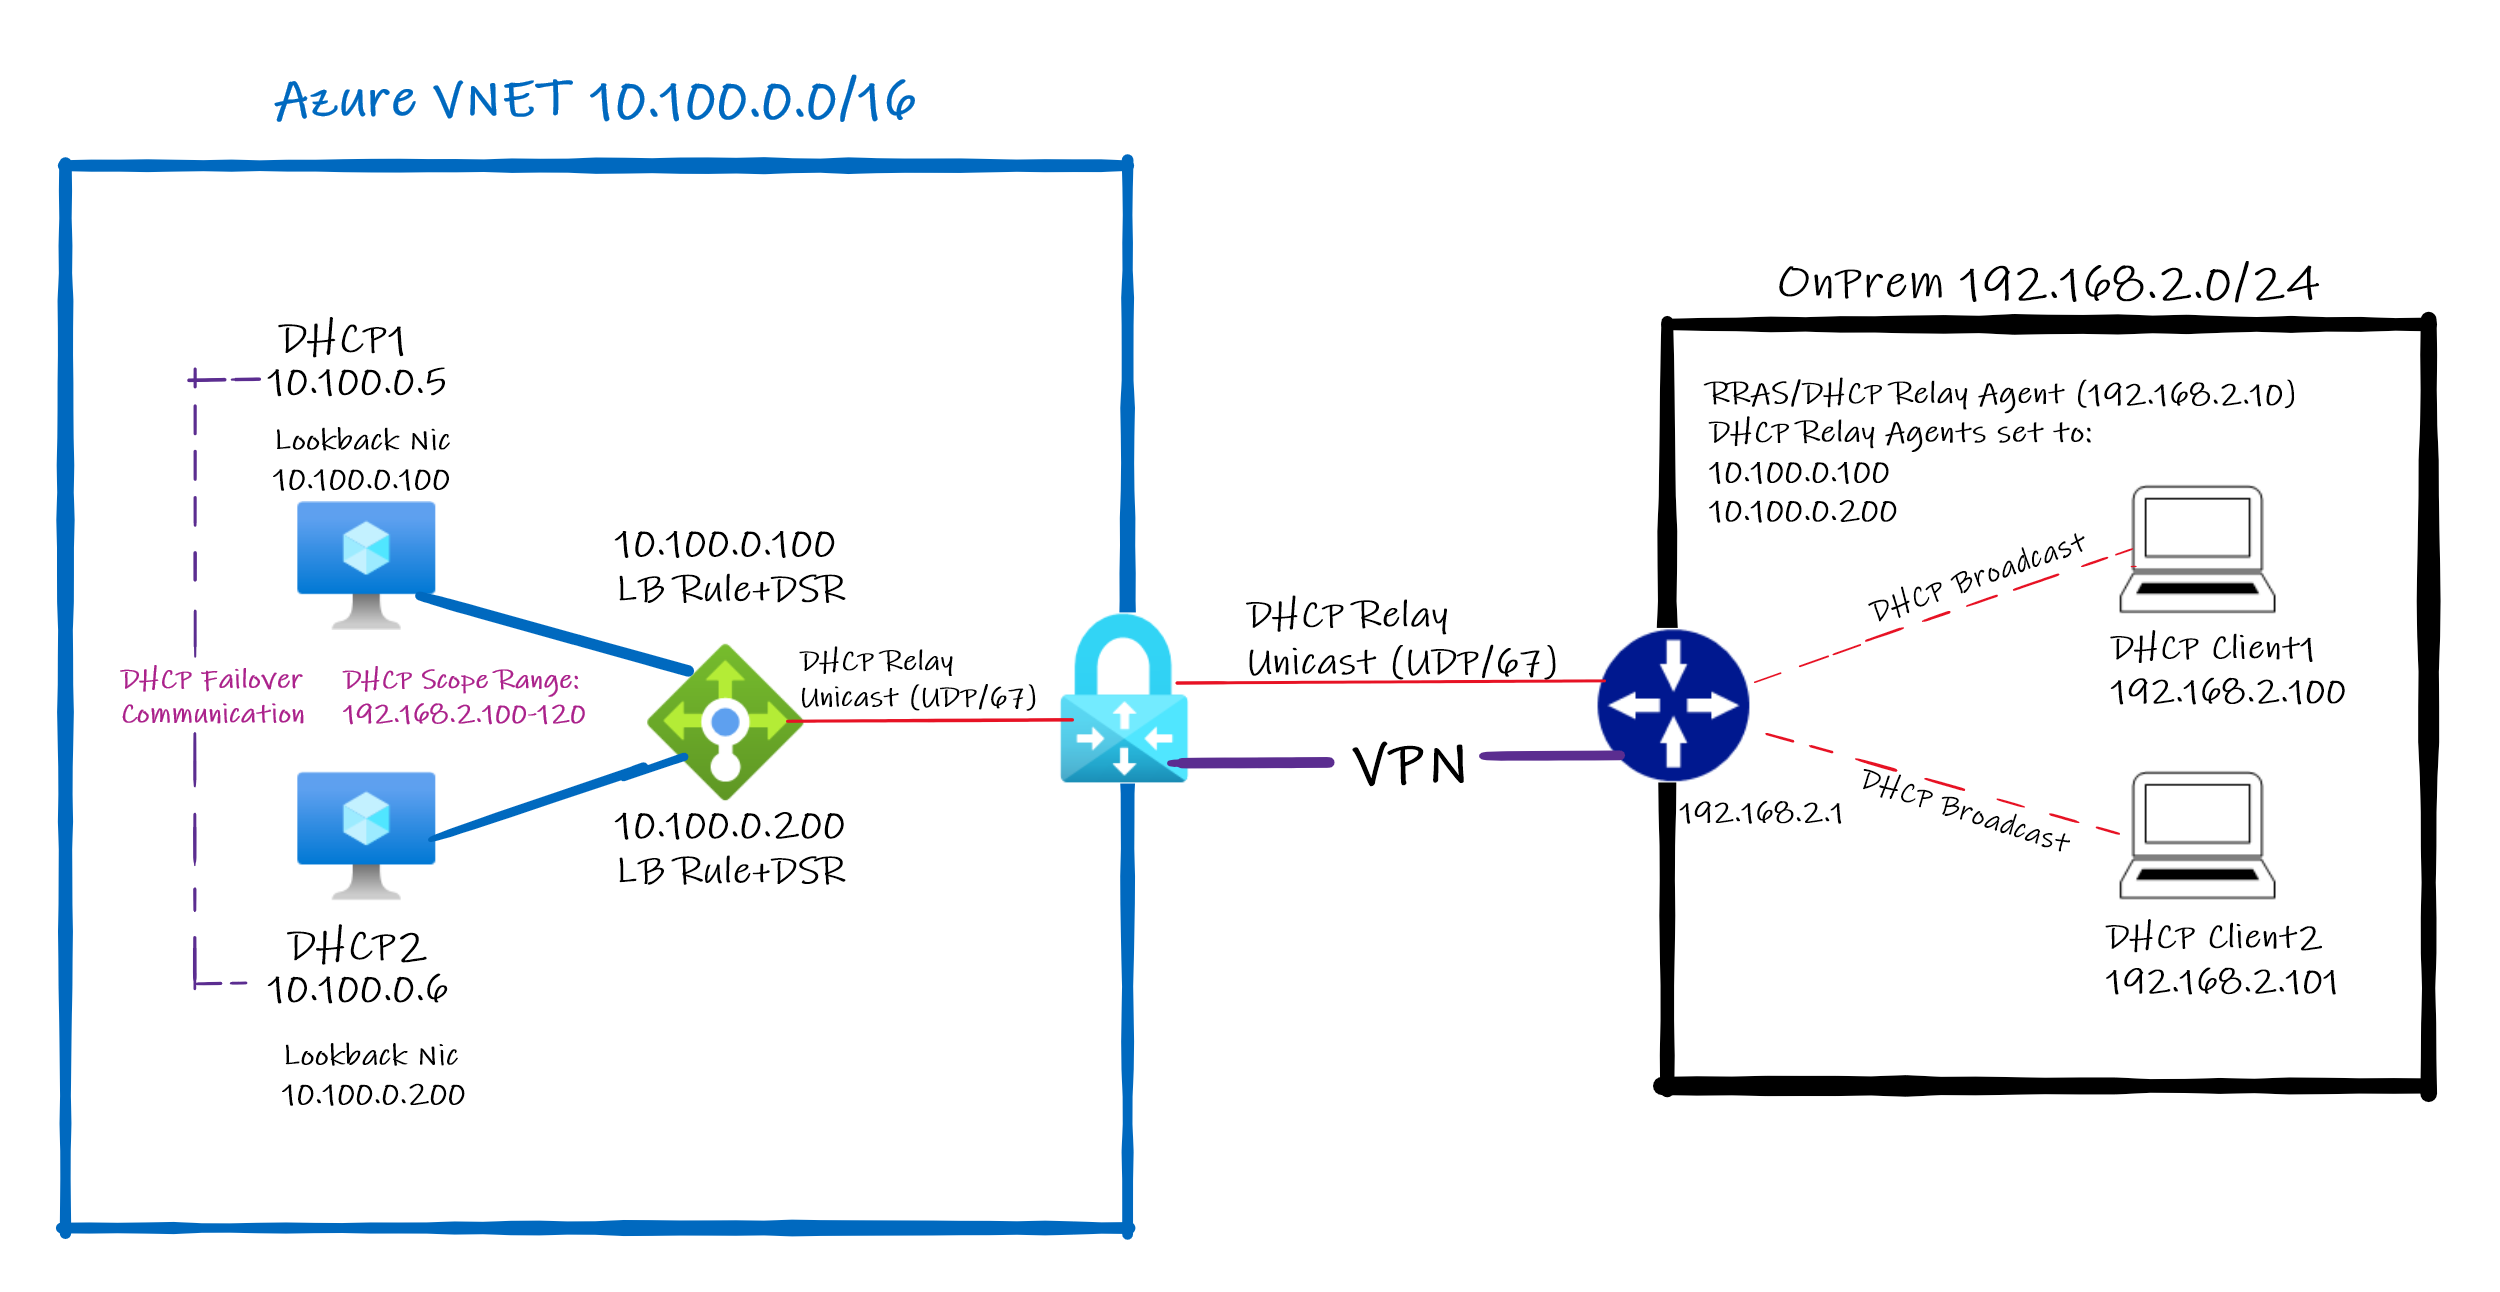 Azure VNET 10.100.0.0/16
DHCP1
10.100.0.5
Lookback Nic
10.100.0.100
10.100.0.100
LB Rule+DSR
DHCP Failover
Communication
DHCP Scope Range:
192.168.2.100-120
DHCP Relay
Unicast (UDP/67)
10.100.0.200
LB Rule+DSR
DHCP2
10.100.0.6
Lookback Nic
10.100.0.200
DHCP Relay
Unicast (UDP/67)
VPN
OnPrem 192.168.2.0/24
RRAS/DHCP Relay Agent (192.168.2.10)
DHCP Relay Agents set to:
10.100.0.100
10.100.0.200
DHCP Broadcast
DHCP Client1
192.168.2.100
192.168.2.1
DHCP Broadcast
DHCP Client2
192.168.2.101